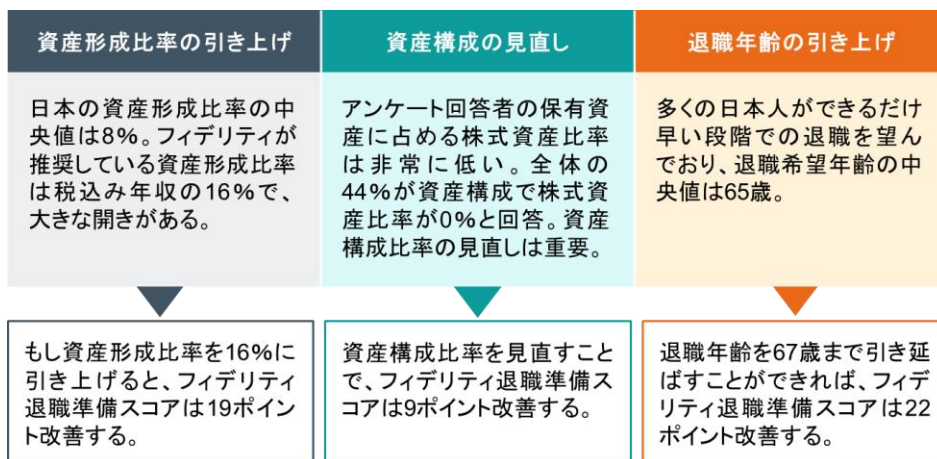 資産形成比率の引き上げ
日本の資産形成比率の中
央値は8%。フィデリティが
推奨している資産形成比率
は税込み年収の16%で、
大きな開きがある。
もし資産形成比率を16%に
引き上げると、フィデリティ
退職準備スコアは19ポイン
ト改善する。
資産構成の見直し
アンケート回答者の保有資
産に占める株式資産比率
は非常に低い。全体の
44%が資産構成で株式資
産比率が0%と回答。資産
構成比率の見直しは重要。
資産構成比率を見直すこと
で、フィデリティ退職準備ス
コアは9ポイント改善する。
退職年齢の引き上げ
多くの日本人ができるだけ
早い段階での退職を望ん
でおり、退職希望年齢の中
央値は65歳。
退職年齢を67歳まで引き延
ばすことができれば、フィデ
リティ退職準備スコアは22
ポイント改善する。